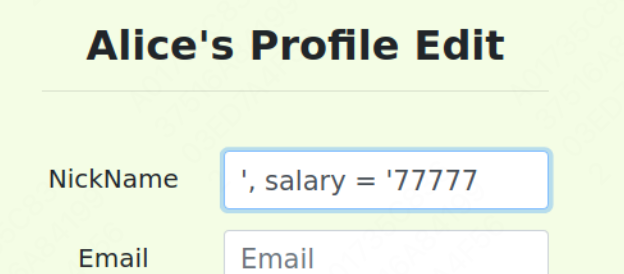 Alice's Profile Edit
NickName ', salary = '77777
Email Email